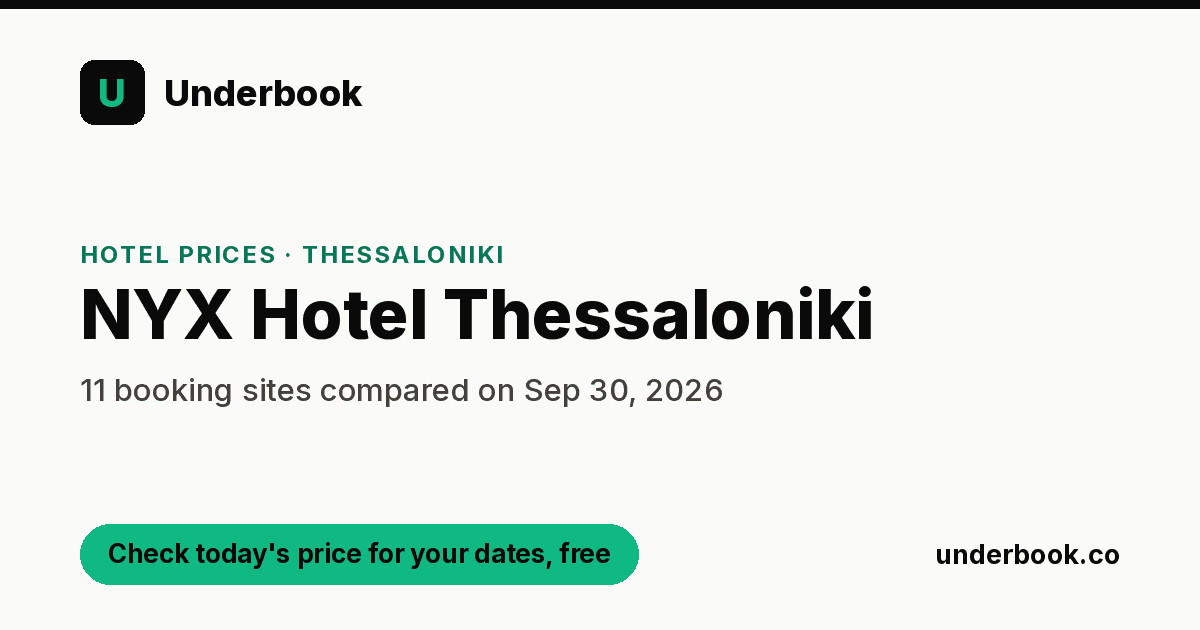 U Underbook
HOTEL PRICES · THESSALONIKI
NYX Hotel Thessaloniki
11 booking sites compared on Sep 30, 2026
Check today's price for your dates, free
underbook.co